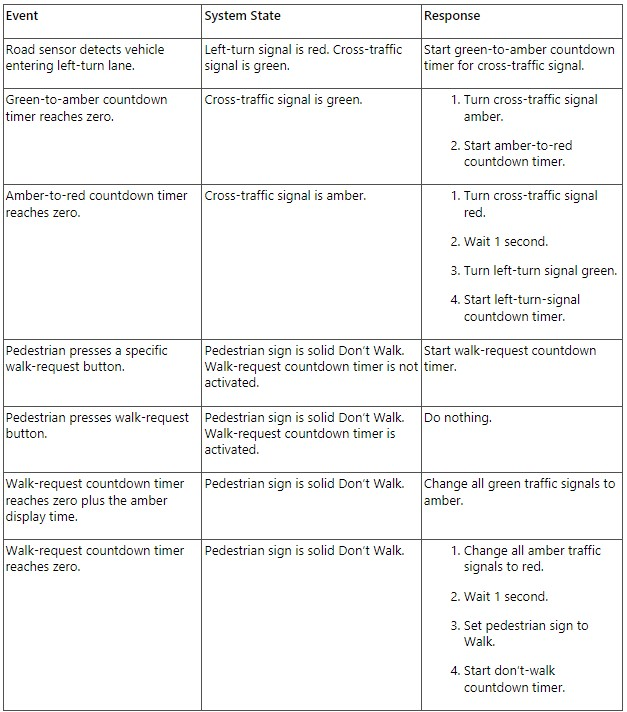 Event
System State
Response
Road sensor detects vehicle
entering left-turn lane.
Left-turn signal is red. Cross-traffic
signal is green.
Start green-to-amber countdown
timer for cross-traffic signal.
Green-to-amber countdown
timer reaches zero.
Cross-traffic signal is green.
1. Turn cross-traffic signal
amber.
2. Start amber-to-red
countdown timer.
Amber-to-red countdown timer
reaches zero.
Cross-traffic signal is amber.
1. Turn cross-traffic signal
red.
2. Wait 1 second.
3. Turn left-turn signal green.
4. Start left-turn-signal
countdown timer.
Pedestrian presses a specific
walk-request button.
Pedestrian sign is solid Don’t Walk.
Walk-request countdown timer is not
activated.
Start walk-request countdown
timer.
Pedestrian presses walk-request
button.
Pedestrian sign is solid Don’t Walk.
Walk-request countdown timer is
activated.
Do nothing.
Walk-request countdown timer
reaches zero plus the amber
display time.
Pedestrian sign is solid Don’t Walk.
Change all green traffic signals to
amber.
Walk-request countdown timer
reaches zero.
Pedestrian sign is solid Don’t Walk.
1. Change all amber traffic
signals to red.
2. Wait 1 second.
3. Set pedestrian sign to
Walk.
4. Start don’t-walk
countdown timer.